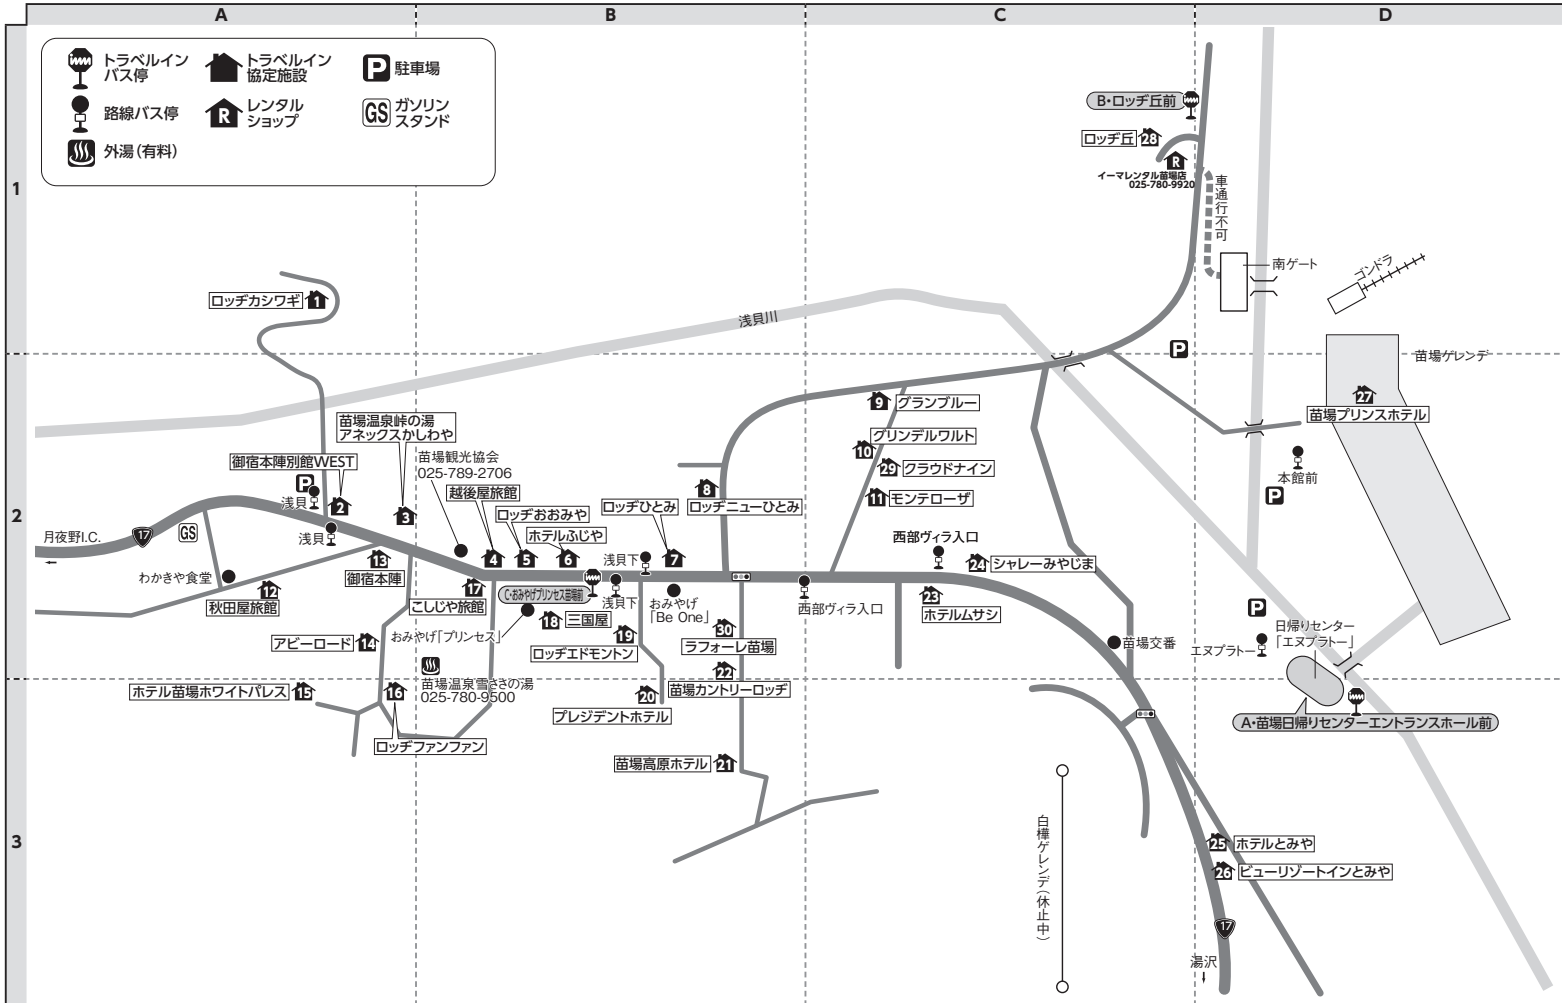 A
B
C
D
1
2
3
トラベルイン
バス停
トラベルイン
協定施設
P
駐車場
路線バス停
R
レンタル
ショップ
GS
ガソリン
スタンド
外湯（有料）
B・ロッヂ丘前
ロッヂ丘
28
R
イーマレンタル苗場店
025-780-9920
車通行不可
南ゲート
ゴンドラ
ロッヂカシワギ
1
浅貝川
P
苗場ゲレンデ
27
苗場プリンスホテル
9
グランブルー
苗場温泉峠の湯
アネックスかしわや
グリンデルワルト
10
苗場観光協会
025-789-2706
御宿本陣別館WEST
29
クラウドナイン
本館前
P
P
浅貝
2
越後屋旅館
8
ロッヂニューひとみ
11
モンテローザ
3
ロッヂおおみや
ロッヂひとみ
17
GS
月夜野I.C.
浅貝
ホテルふじや
西部ヴィラ入口
13
御宿本陣
4
5
6
浅貝下
7
24
シャレーみやじま
わかきや食堂
12
秋田屋旅館
17
こしじや旅館
C・おみやげプリンセス苗場前
浅貝下
おみやげ
「Be One」
西部ヴィラ入口
23
ホテルムサシ
P
18
三国屋
アビーロード
14
おみやげ「プリンセス」
19
ロッヂエドモントン
30
ラフォーレ苗場
苗場交番
エヌプラトー
日帰りセンター
「エヌプラトー」
苗場温泉雪ささの湯
025-780-9500
22
苗場カントリーロッヂ
ホテル苗場ホワイトパレス
15
16
20
プレジデントホテル
A・苗場日帰りセンターエントランスホール前
ロッヂファンファン
苗場高原ホテル
21
白樺ゲレンデ（休止中）
25
ホテルとみや
26
ビューリゾートインとみや
17
湯沢